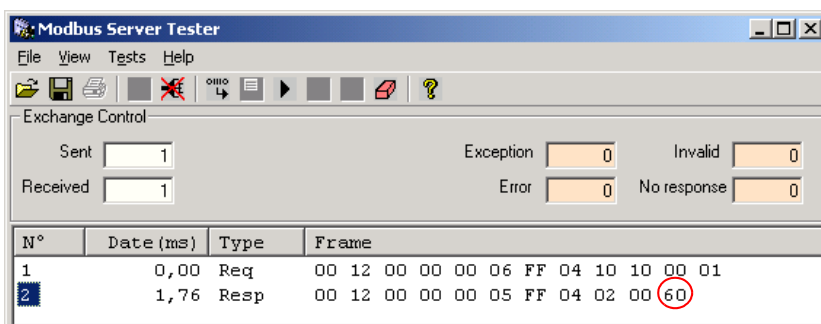 Modbus Server Tester
File View Tests Help
Exchange Control
Sent 1 Exception 0 Invalid 0
Received 1 Error 0 No response 0
N° Date(ms) Type Frame
1 0,00 Req 00 12 00 00 00 06 FF 04 10 10 00 01
2 1,76 Resp 00 12 00 00 00 05 FF 04 02 00 60